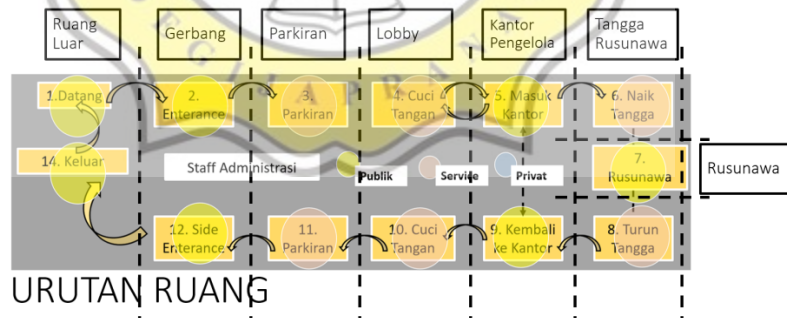 Ruang
Luar
Gerbang
Parkiran
Lobby
Kantor
Pengelola
Tangga
Rusunawa
1.Datang
2.
Enterance
3.
Parkiran
4. Cuci
Tangan
5. Masuk
Kantor
6. Naik
Tangga
14. Keluar
Staff Administrasi
Publik
Service
Privat
7.
Rusunawa
Rusunawa
12. Side
Enterance
11.
Parkiran
10. Cuci
Tangan
9. Kembali
ke Kantor
8. Turun
Tangga
URUTAN RUANG